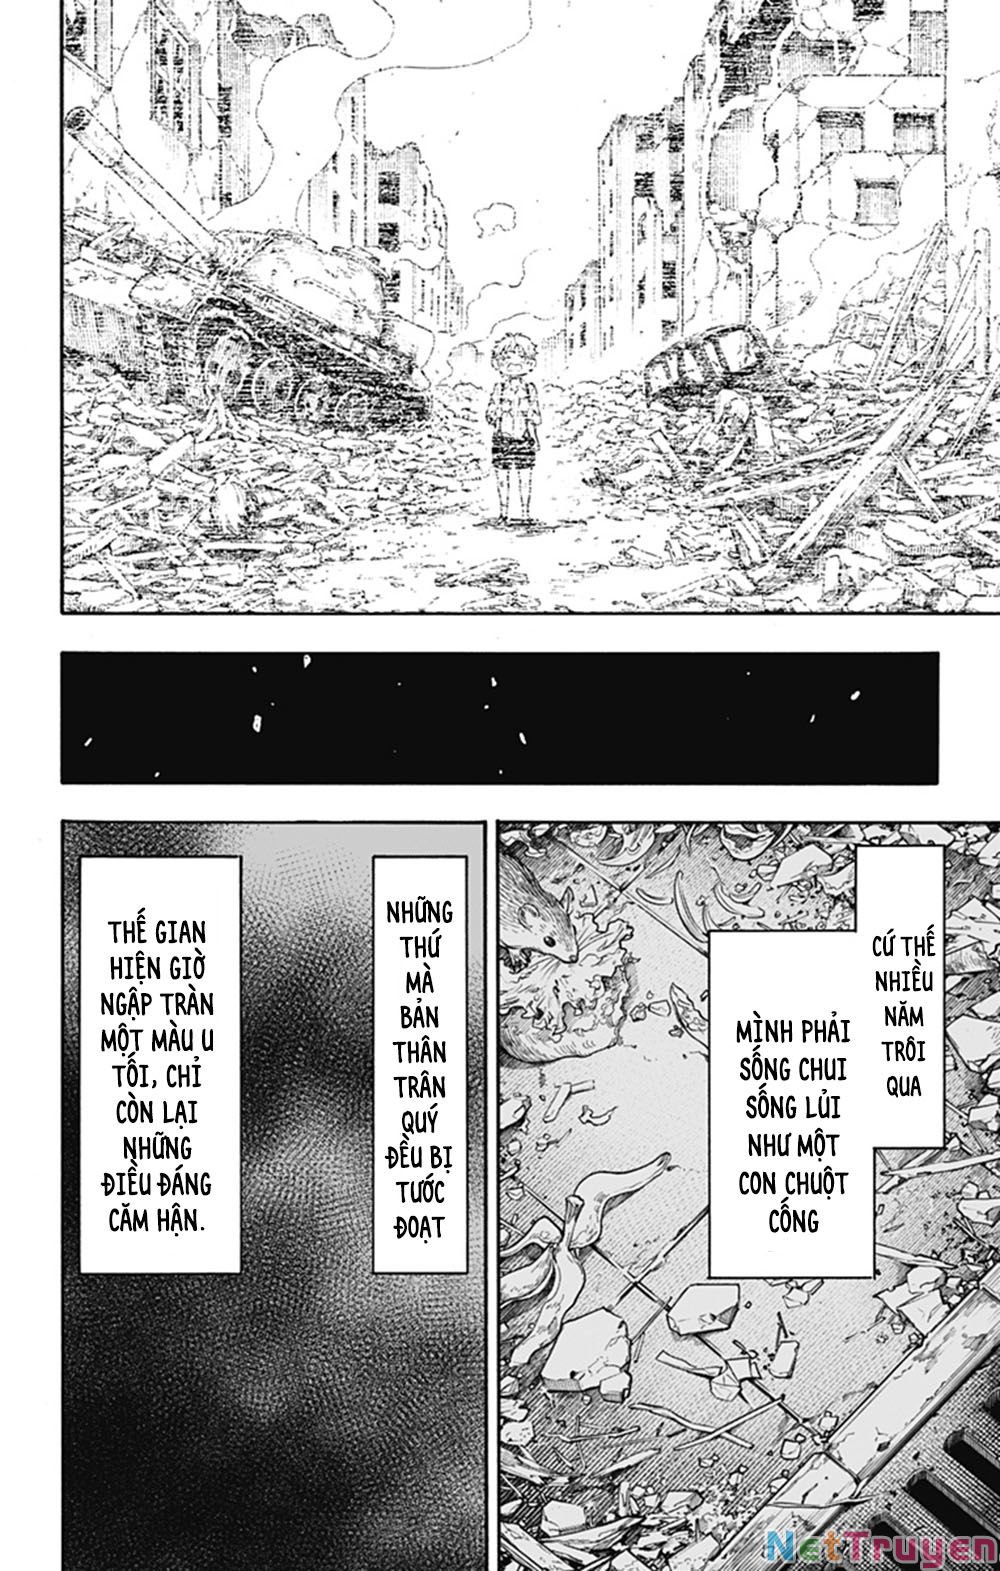 CỨ THẾ
NHIỀU
NĂM
TRÔI
QUA
MÌNH PHẢI
SỐNG CHUI
SỐNG LỦI
NHƯ MỘT
CON CHUỘT
CỐNG
NHỮNG
THỨ
MÀ
BẢN
THÂN
TRÂN
QUÝ
ĐỀU BỊ
TƯỚC
ĐOẠT
THẾ GIAN
HIỆN GIỜ
NGẬP TRÀN
MỘT MÀU U
TỐI, CHỈ
CÒN LẠI
NHỮNG
ĐIỀU ĐÁNG
CĂM HẬN.
NetTruyen